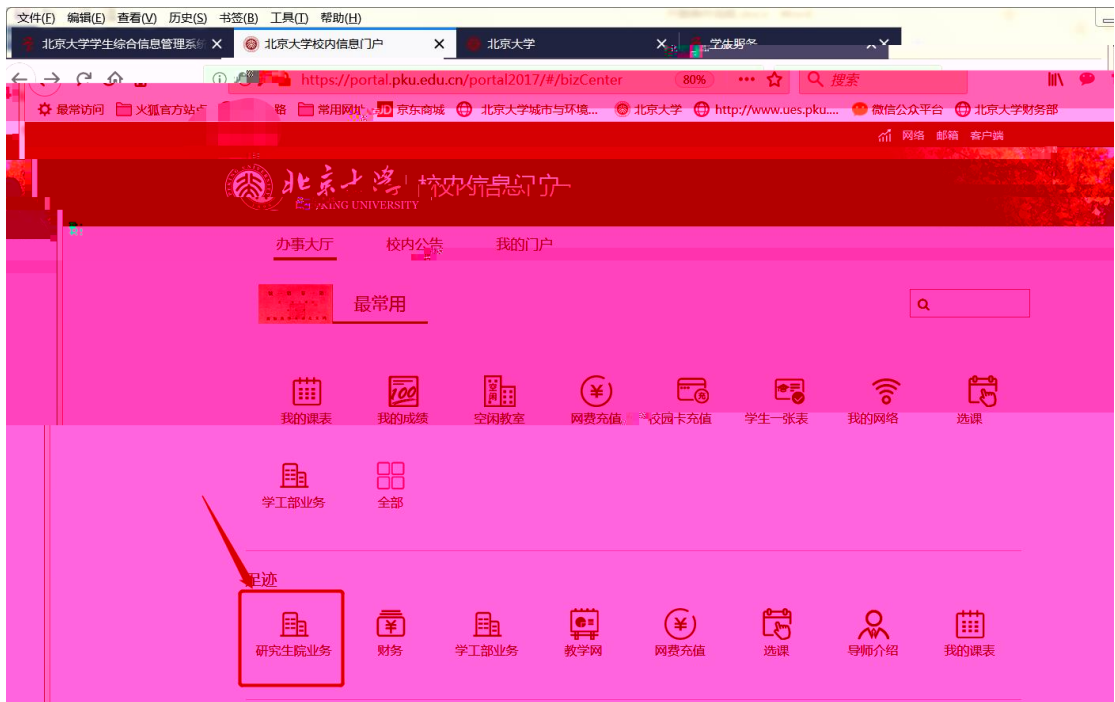 文件(F) 编辑(E) 查看(V) 历史(S) 书签(B) 工具(T) 帮助(H)
北京大学学生综合信息管理系统 北京大学校内信息门户 北京大学
https://portal.pku.edu.cn/portal2017/#/bizCenter 80% 搜索
最常访问 火狐官方站点 常用网址 JD 京东商城 北京大学城市与环境... 北京大学 http://www.ues.pku.... 微信公众平台 北京大学财务部
网络 邮箱 客户端
北京大学 校内信息门户
UNIVERSITY
办事大厅 校内公告 我的门户
最常用
我的课表 我的成绩 空闲教室 网费充值 校园卡充值 学生一张表 我的网络 选课
学工部业务 全部
足迹
研究生院业务 财务 学工部业务 教学网 网费充值 选课 导师介绍 我的课表